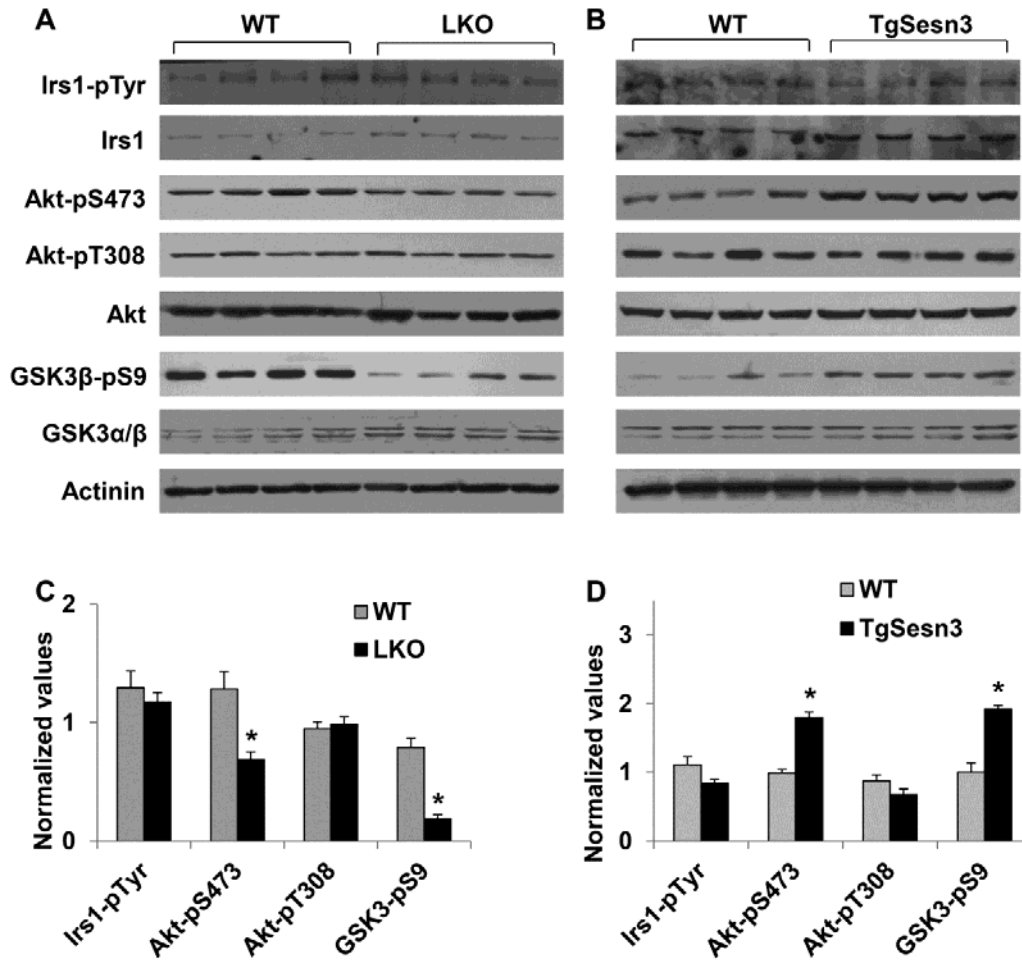 A
WT
LKO
B
WT
TgSesn3
Irs1-pTyr
Irs1
Akt-pS473
Akt-pT308
Akt
GSK3β-pS9
GSK3α/β
Actinin
C
Normalized values
2
1
0
WT
LKO
*
*
Irs1-pTyr
Akt-pS473
Akt-pT308
GSK3-pS9
D
Normalized values
3
2
1
0
WT
TgSesn3
*
*
Irs1-pTyr
Akt-pS473
Akt-pT308
GSK3-pS9